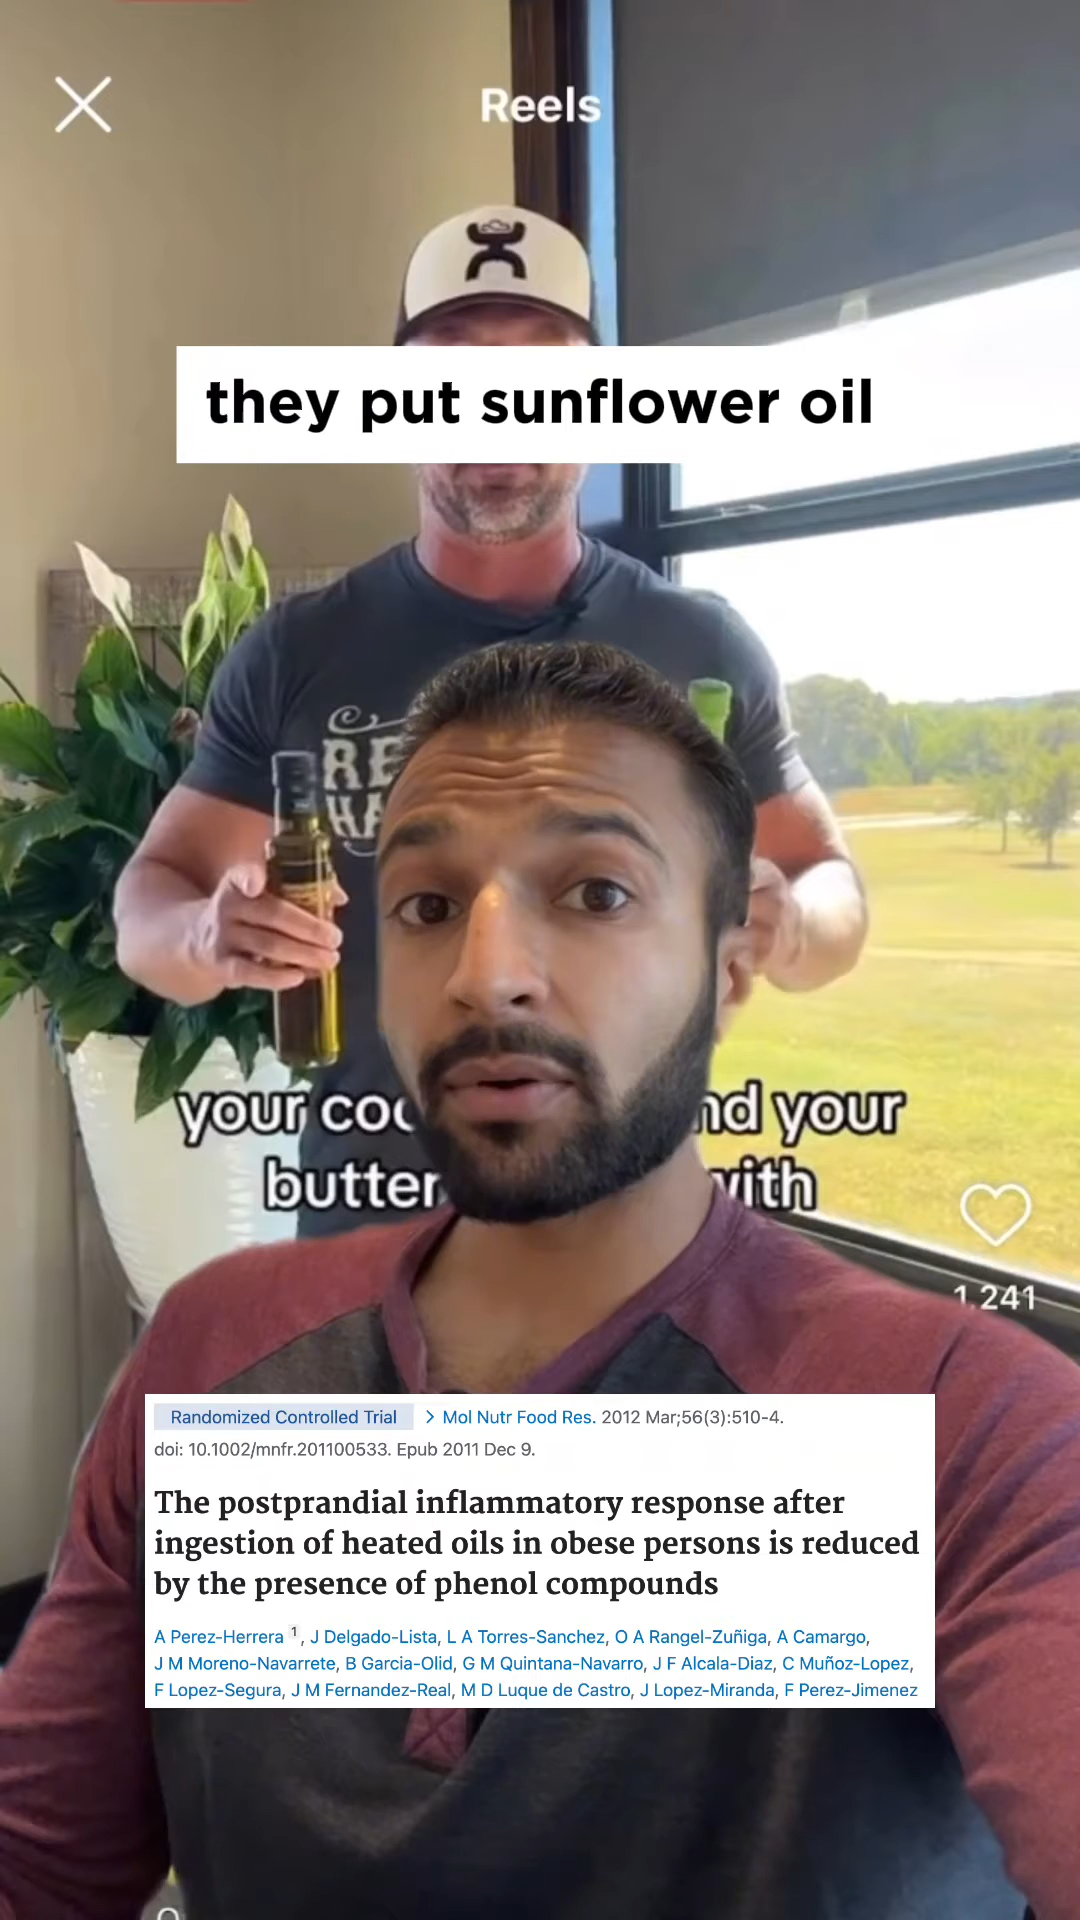 Reels
they put sunflower oil
RE
HA
your coo nd your
butter with
1,241
Randomized Controlled Trial > Mol Nutr Food Res. 2012 Mar;56(3):510-4.
doi: 10.1002/mnfr.201100533. Epub 2011 Dec 9.
The postprandial inflammatory response after
ingestion of heated oils in obese persons is reduced
by the presence of phenol compounds
A Perez-Herrera 1, J Delgado-Lista, L A Torres-Sanchez, O A Rangel-Zuñiga, A Camargo,
J M Moreno-Navarrete, B Garcia-Olid, G M Quintana-Navarro, J F Alcala-Diaz, C Muñoz-Lopez,
F Lopez-Segura, J M Fernandez-Real, M D Luque de Castro, J Lopez-Miranda, F Perez-Jimenez